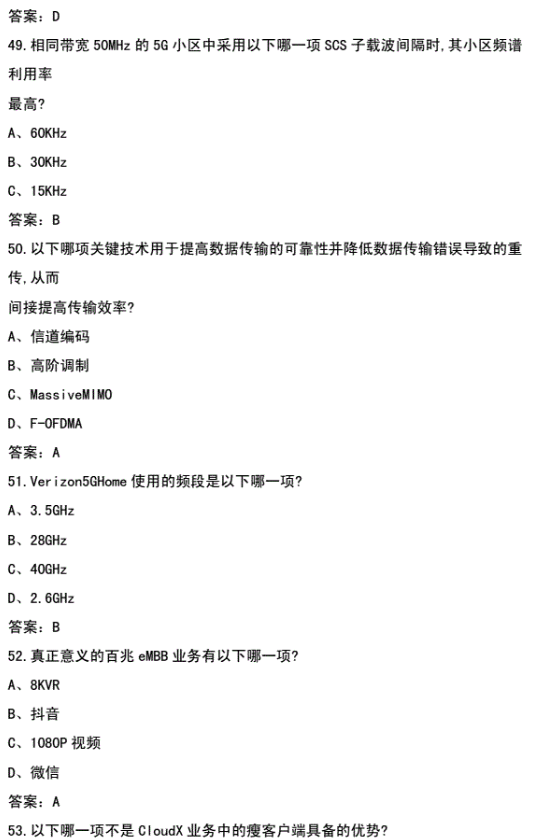 答案：D
49.相同带宽 50MHz 的 5G 小区中采用以下哪一项 SCS 子载波间隔时,其小区频谱
利用率
最高?
A、60KHz
B、30KHz
C、15KHz
答案：B
50.以下哪项关键技术用于提高数据传输的可靠性并降低数据传输错误导致的重
传,从而
间接提高传输效率?
A、信道编码
B、高阶调制
C、MassiveMIMO
D、F-OFDMA
答案：A
51.Verizon5GHome 使用的频段是以下哪一项?
A、3.5GHz
B、28GHz
C、40GHz
D、2.6GHz
答案：B
52.真正意义的百兆 eMBB 业务有以下哪一项?
A、8KVR
B、抖音
C、1080P 视频
D、微信
答案：A
53.以下哪一项不是 CloudX 业务中的瘦客户端具备的优势?